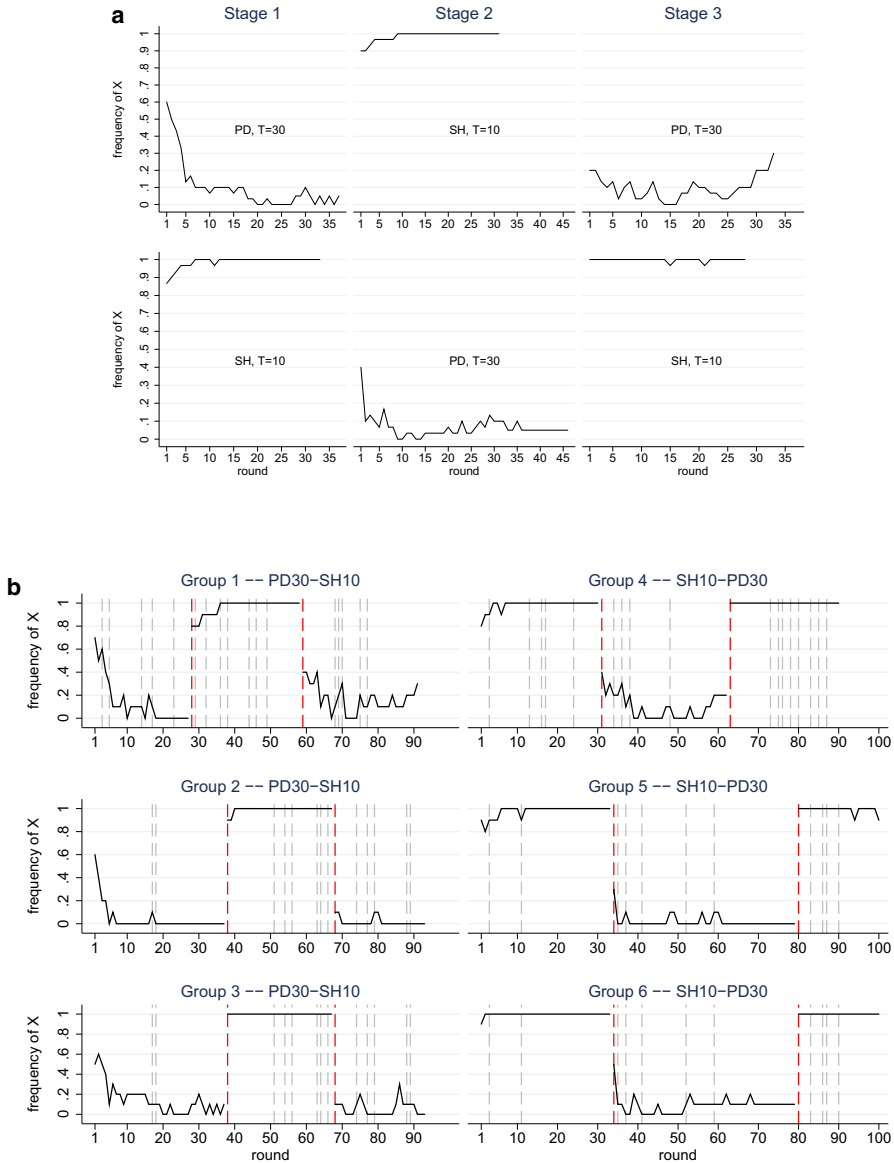 a
Stage 1 Stage 2 Stage 3
frequency of X
1
.9
.8
.7
.6
.5
.4
.3
.2
.1
0
PD, T=30 SH, T=10 PD, T=30
1 5 10 15 20 25 30 35 1 5 10 15 20 25 30 35 40 45 1 5 10 15 20 25 30 35
frequency of X
1
.9
.8
.7
.6
.5
.4
.3
.2
.1
0
SH, T=10 PD, T=30 SH, T=10
1 5 10 15 20 25 30 35 1 5 10 15 20 25 30 35 40 45 1 5 10 15 20 25 30 35
round round round
b
Group 1 −− PD30−SH10 Group 4 −− SH10−PD30
frequency of X
1
.8
.6
.4
.2
0
1 10 20 30 40 50 60 70 80 90 1 10 20 30 40 50 60 70 80 90 100
Group 2 −− PD30−SH10 Group 5 −− SH10−PD30
frequency of X
1
.8
.6
.4
.2
0
1 10 20 30 40 50 60 70 80 90 1 10 20 30 40 50 60 70 80 90 100
Group 3 −− PD30−SH10 Group 6 −− SH10−PD30
frequency of X
1
.8
.6
.4
.2
0
1 10 20 30 40 50 60 70 80 90 1 10 20 30 40 50 60 70 80 90 100
round round